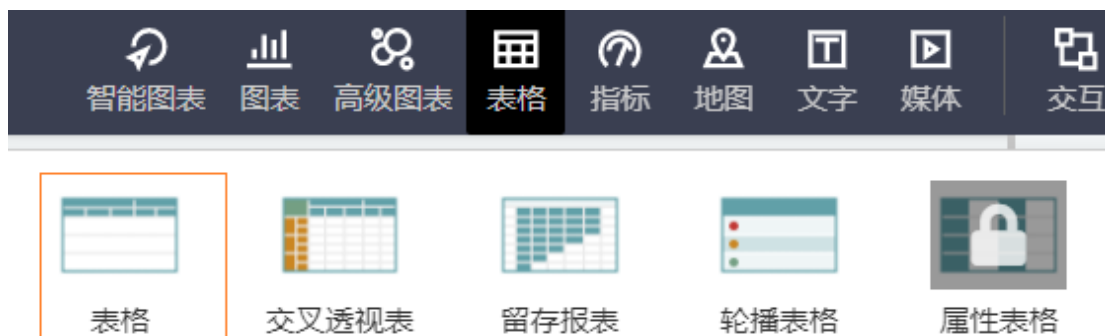 智能图表 图表 高级图表 表格 指标 地图 文字 媒体 交互
表格 交叉透视表 留存报表 轮播表格 属性表格